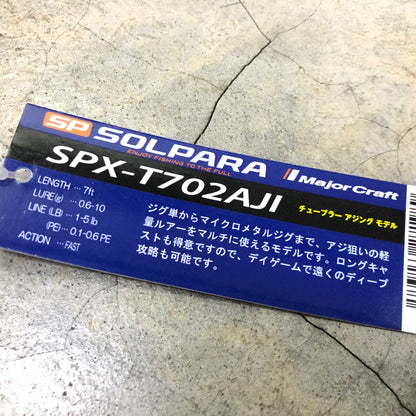 SP SOLPARA
ENJOY FISHING TO THE FULL
MajorCraft
SPX-T702AJI
チューブラー アジング モデル
LENGTH … 7ft
LURE(g) … 0.6-10
LINE (LB) … 1-5 lb
(PE) … 0.1-0.6 PE
ACTION … FAST
ジグ単からマイクロメタルジグまで、アジ狙いの軽
量ルアーをマルチに使えるモデルです。ロングキャ
ストも得意ですので、デイゲームで遠くのディープ
攻略も可能です。